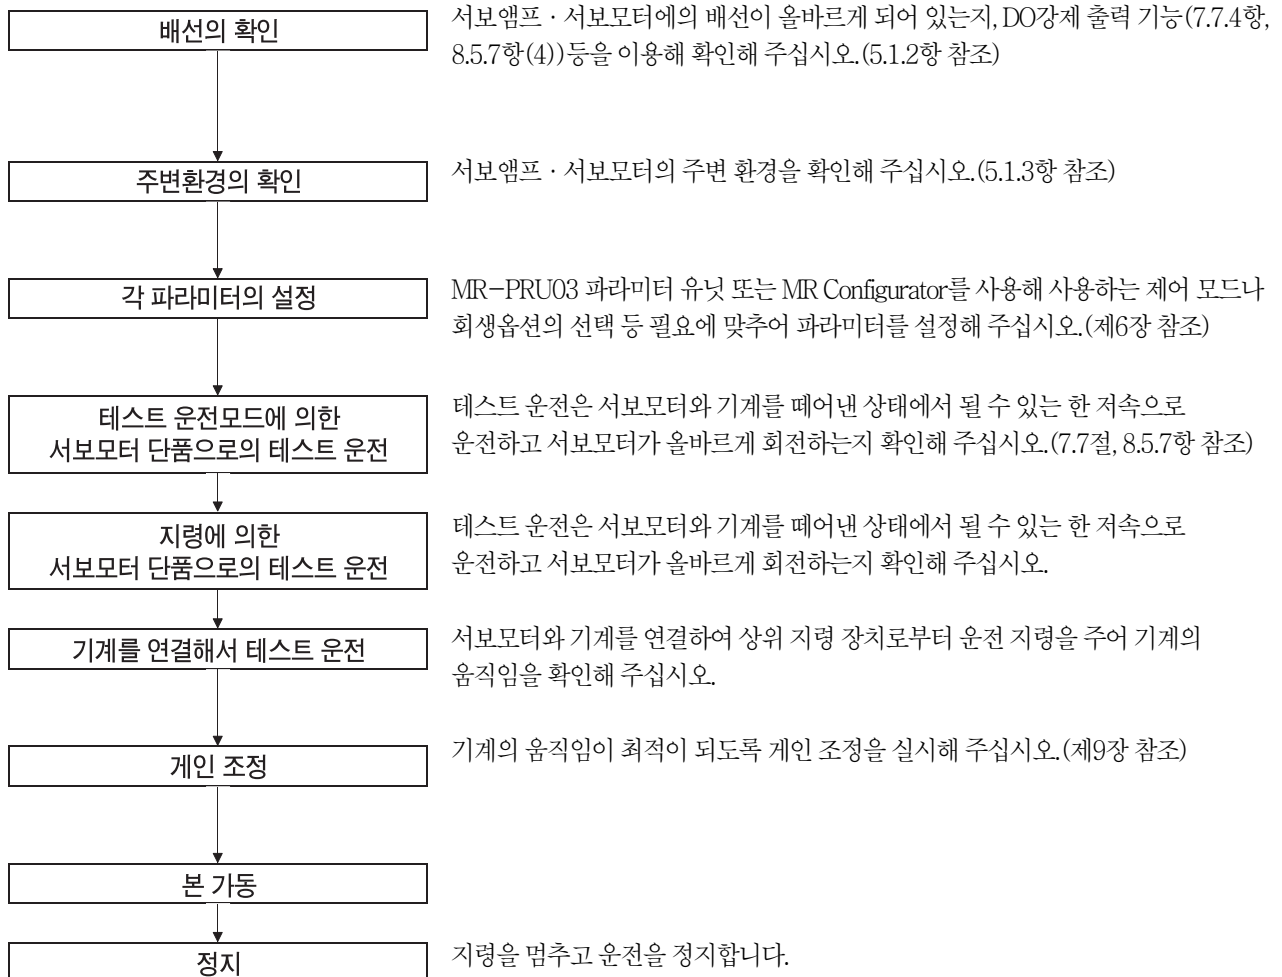 배선의 확인
서보앰프 · 서보모터에의 배선이 올바르게 되어 있는지, DO강제 출력 기능(7.7.4항,
8.5.7항(4))등을 이용해 확인해 주십시오.(5.1.2항 참조)
주변환경의 확인
서보앰프 · 서보모터의 주변 환경을 확인해 주십시오.(5.1.3항 참조)
각 파라미터의 설정
MR-PRU03 파라미터 유닛 또는 MR Configurator를 사용해 사용하는 제어 모드나
회생옵션의 선택 등 필요에 맞추어 파라미터를 설정해 주십시오.(제6장 참조)
테스트 운전모드에 의한
서보모터 단품으로의 테스트 운전
테스트 운전은 서보모터와 기계를 떼어낸 상태에서 될 수 있는 한 저속으로
운전하고 서보모터가 올바르게 회전하는지 확인해 주십시오.(7.7절, 8.5.7항 참조)
지령에 의한
서보모터 단품으로의 테스트 운전
테스트 운전은 서보모터와 기계를 떼어낸 상태에서 될 수 있는 한 저속으로
운전하고 서보모터가 올바르게 회전하는지 확인해 주십시오.
기계를 연결해서 테스트 운전
서보모터와 기계를 연결하여 상위 지령 장치로부터 운전 지령을 주어 기계의
움직임을 확인해 주십시오.
게인 조정
기계의 움직임이 최적이 되도록 게인 조정을 실시해 주십시오.(제9장 참조)
본 가동
정지
지령을 멈추고 운전을 정지합니다.